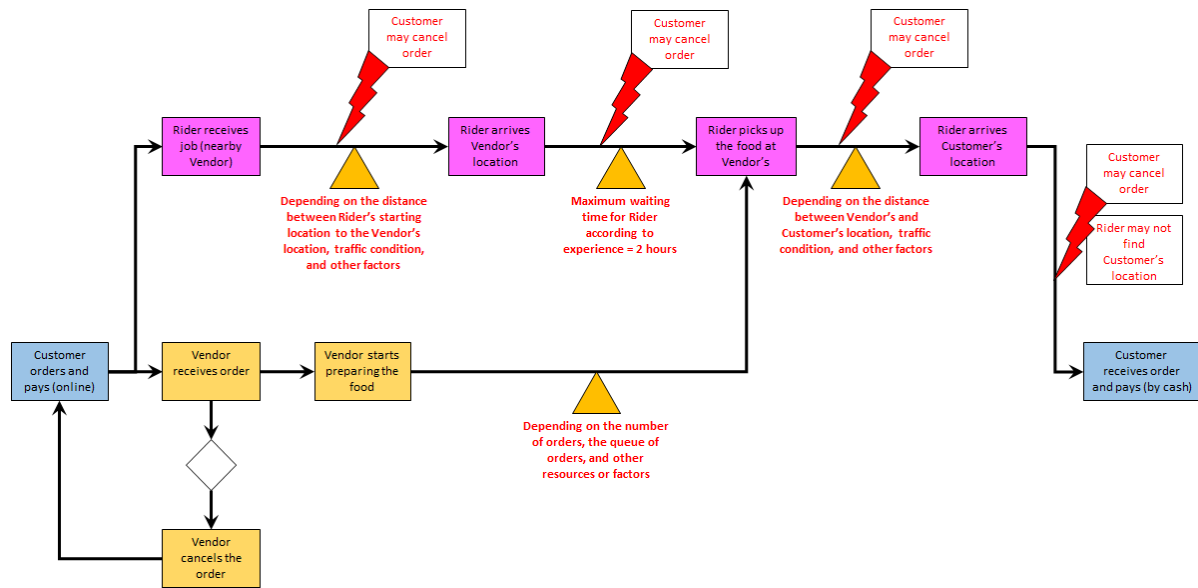 Customer
may cancel
order
Customer
may cancel
order
Customer
may cancel
order
Rider receives
job (nearby
Vendor)
Rider arrives
Vendor's
location
Rider picks up
the food at
Vendor's
Rider arrives
Customer's
location
Customer
may cancel
order
Rider may not
find
Customer's
location
Depending on the distance
between Rider's starting
location to the Vendor's
location, traffic condition,
and other factors
Maximum waiting
time for Rider
according to
experience = 2 hours
Depending on the distance
between Vendor's and
Customer's location, traffic
condition, and other factors
Customer
orders and
pays (online)
Vendor
receives order
Vendor starts
preparing the
food
Customer
receives order
and pays (by cash)
Depending on the number
of orders, the queue of
orders, and other
resources or factors
Vendor
cancels the
order